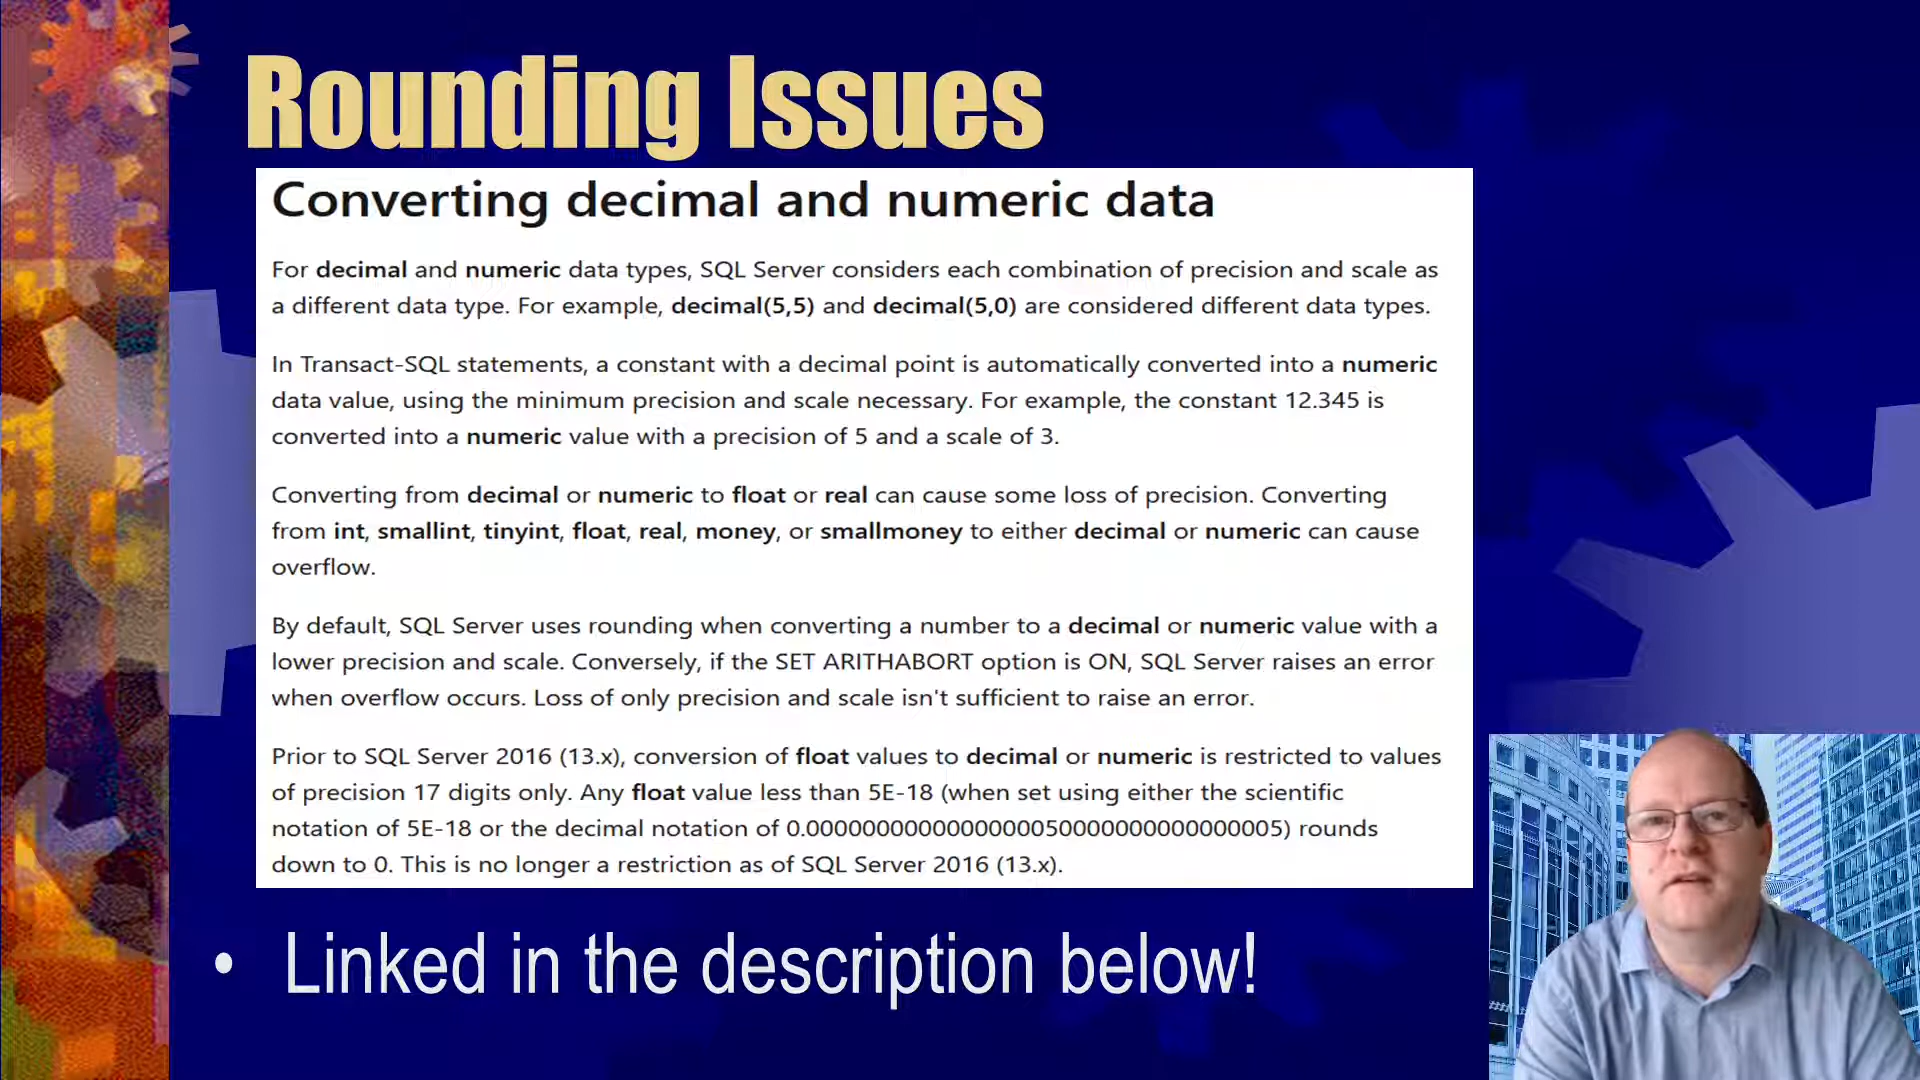 Rounding Issues
Converting decimal and numeric data
For decimal and numeric data types, SQL Server considers each combination of precision and scale as
a different data type. For example, decimal(5,5) and decimal(5,0) are considered different data types.
In Transact-SQL statements, a constant with a decimal point is automatically converted into a numeric
data value, using the minimum precision and scale necessary. For example, the constant 12.345 is
converted into a numeric value with a precision of 5 and a scale of 3.
Converting from decimal or numeric to float or real can cause some loss of precision. Converting
from int, smallint, tinyint, float, real, money, or smallmoney to either decimal or numeric can cause
overflow.
By default, SQL Server uses rounding when converting a number to a decimal or numeric value with a
lower precision and scale. Conversely, if the SET ARITHABORT option is ON, SQL Server raises an error
when overflow occurs. Loss of only precision and scale isn't sufficient to raise an error.
Prior to SQL Server 2016 (13.x), conversion of float values to decimal or numeric is restricted to values
of precision 17 digits only. Any float value less than 5E-18 (when set using either the scientific
notation of 5E-18 or the decimal notation of 0.0000000000000000050000000000000005) rounds
down to 0. This is no longer a restriction as of SQL Server 2016 (13.x).
• Linked in the description below!